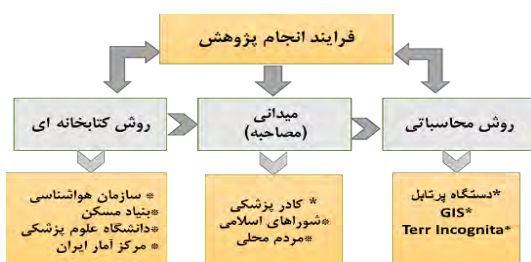 فرایند انجام پژوهش
روش محاسباتی
میدانی
(مصاحبه)
روش کتابخانه ای
*دستگاه پرتابل
GIS*
Terr Incognita*
* کادر پزشکی
*شوراهای اسلامی
*مردم محلی
* سازمان هواشناسی
*بنیاد مسکن
*دانشگاه علوم پزشکی
*مرکز آمار ایران